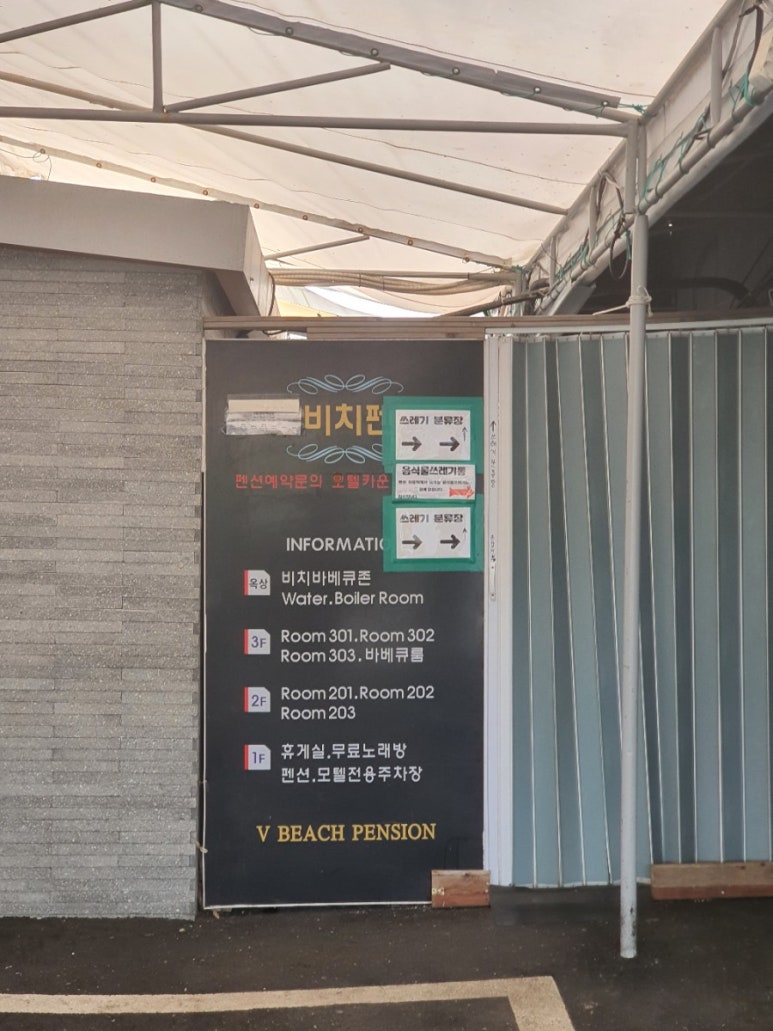 비치펜
펜션예약문의 모텔카운
쓰레기 분류장
→ →
음식물쓰레기통
쓰레기 분류장
→ →
INFORMATIO
옥상 비치바베큐존
Water.Boiler Room
3F Room 301.Room 302
Room 303. 바베큐룸
2F Room 201.Room 202
Room 203
1F 휴게실.무료노래방
펜션.모텔전용주차장
V BEACH PENSION